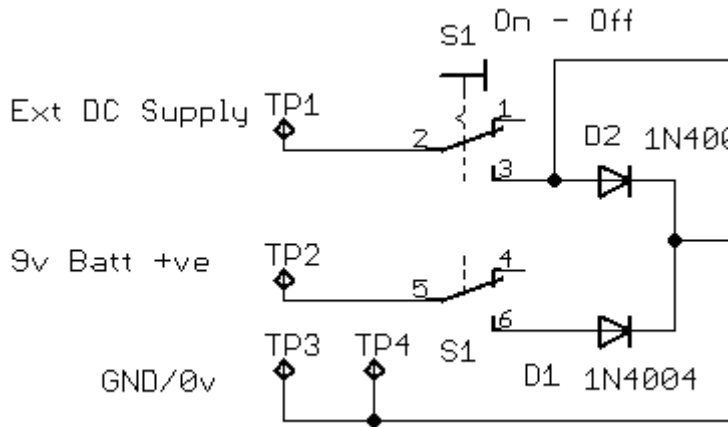 On - Off
S1
Ext DC Supply TP1
1
2
3
D2 1N400
9v Batt +ve TP2
4
5
6
TP3 TP4 S1
GND/0v
D1 1N4004